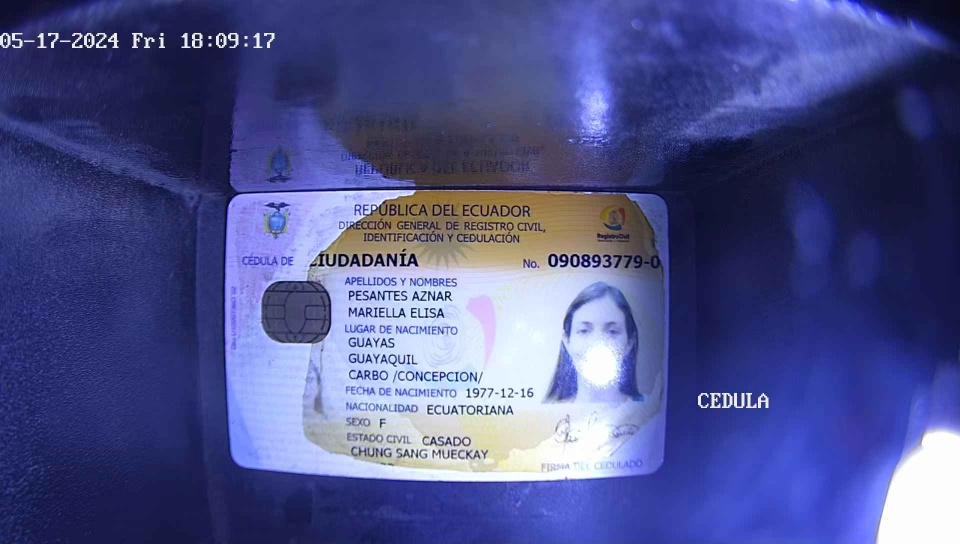 05-17-2024 Fri 18:09:17
REPÚBLICA DEL ECUADOR
DIRECCIÓN GENERAL DE REGISTRO CIVIL,
IDENTIFICACIÓN Y CEDULACIÓN
RegistroCivil
CÉDULA DE CIUDADANÍA
No. 090893779-0
APELLIDOS Y NOMBRES
PESANTES AZNAR
MARIELLA ELISA
LUGAR DE NACIMIENTO
GUAYAS
GUAYAQUIL
CARBO /CONCEPCION/
FECHA DE NACIMIENTO 1977-12-16
NACIONALIDAD ECUATORIANA
SEXO F
ESTADO CIVIL CASADO
CHUNG SANG MUECKAY
FIRMA DEL CEDULADO
CEDULA